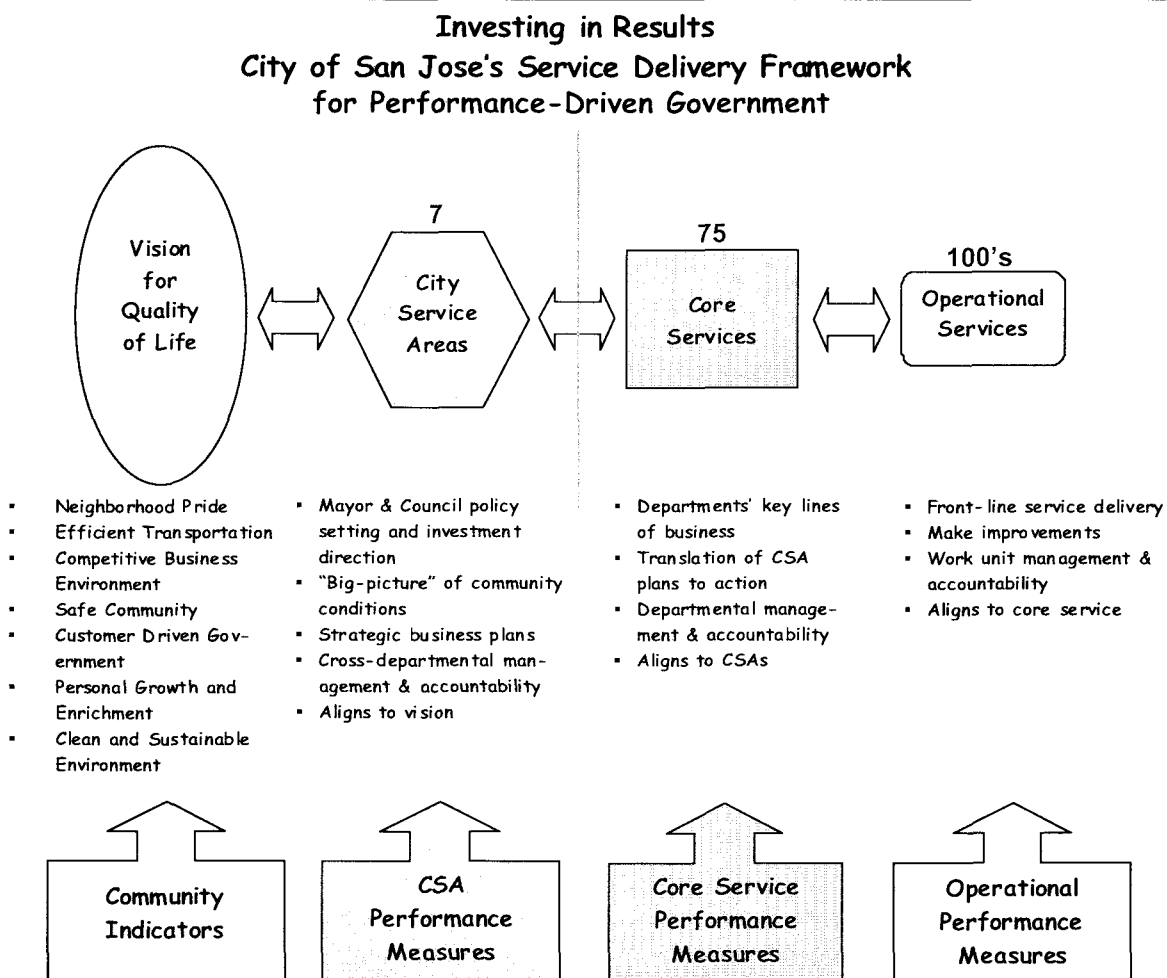 Investing in Results
City of San Jose's Service Delivery Framework
for Performance-Driven Government
Vision
for
Quality
of Life
7
City
Service
Areas
75
Core
Services
100's
Operational
Services
▪ Neighborhood Pride
▪ Efficient Transportation
▪ Competitive Business
Environment
▪ Safe Community
▪ Customer Driven Gov-
ernment
▪ Personal Growth and
Enrichment
▪ Clean and Sustainable
Environment
▪ Mayor & Council policy
setting and investment
direction
▪ "Big-picture" of community
conditions
▪ Strategic business plans
▪ Cross-departmental man-
agement & accountability
▪ Aligns to vision
▪ Departments' key lines
of business
▪ Translation of CSA
plans to action
▪ Departmental manage-
ment & accountability
▪ Aligns to CSAs
▪ Front-line service delivery
▪ Make improvements
▪ Work unit management &
accountability
▪ Aligns to core service
Community
Indicators
CSA
Performance
Measures
Core Service
Performance
Measures
Operational
Performance
Measures